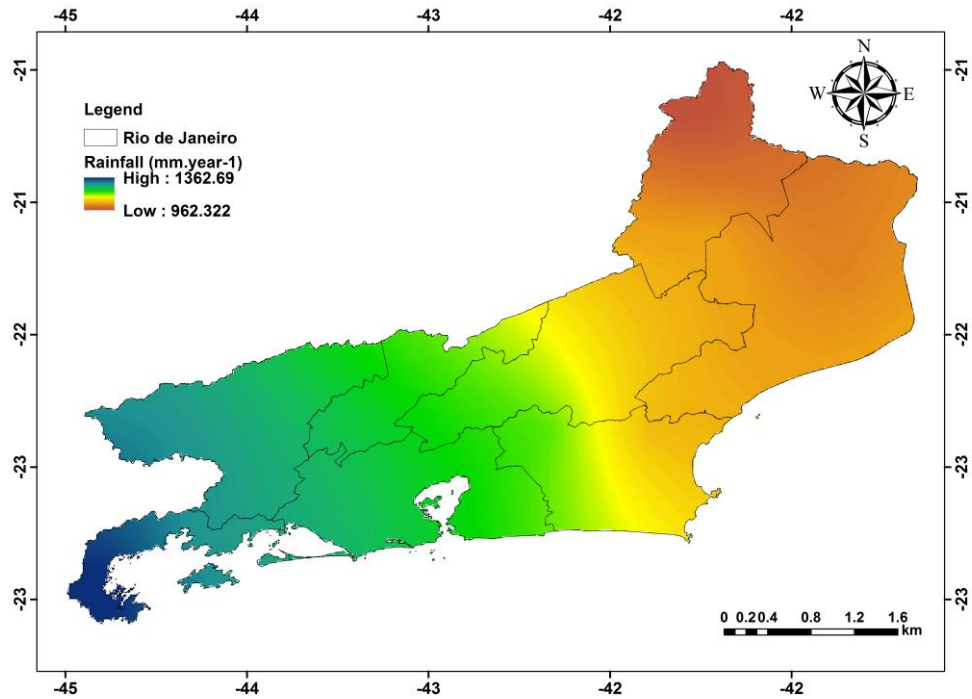 -45 -44 -43 -42 -42
N
W E
S
Legend
Rio de Janeiro
Rainfall (mm.year-1)
High : 1362.69
Low : 962.322
-21 -21
-21 -21
-22 -22
-23 -23
-23 -23
0 0.20.4 0.8 1.2 1.6
km
-45 -44 -43 -42 -42